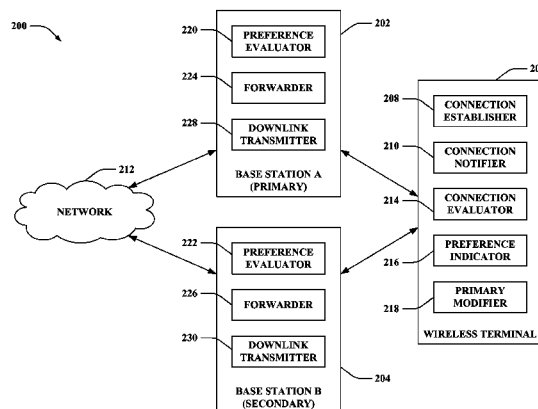 200
220
PREFERENCE
EVALUATOR
202
224
FORWARDER
228
DOWNLINK
TRANSMITTER
BASE STATION A
(PRIMARY)
212
NETWORK
222
PREFERENCE
EVALUATOR
226
FORWARDER
230
DOWNLINK
TRANSMITTER
BASE STATION B
(SECONDARY)
204
208
CONNECTION
ESTABLISHER
210
CONNECTION
NOTIFIER
214
CONNECTION
EVALUATOR
216
PREFERENCE
INDICATOR
218
PRIMARY
MODIFIER
WIRELESS TERMINAL